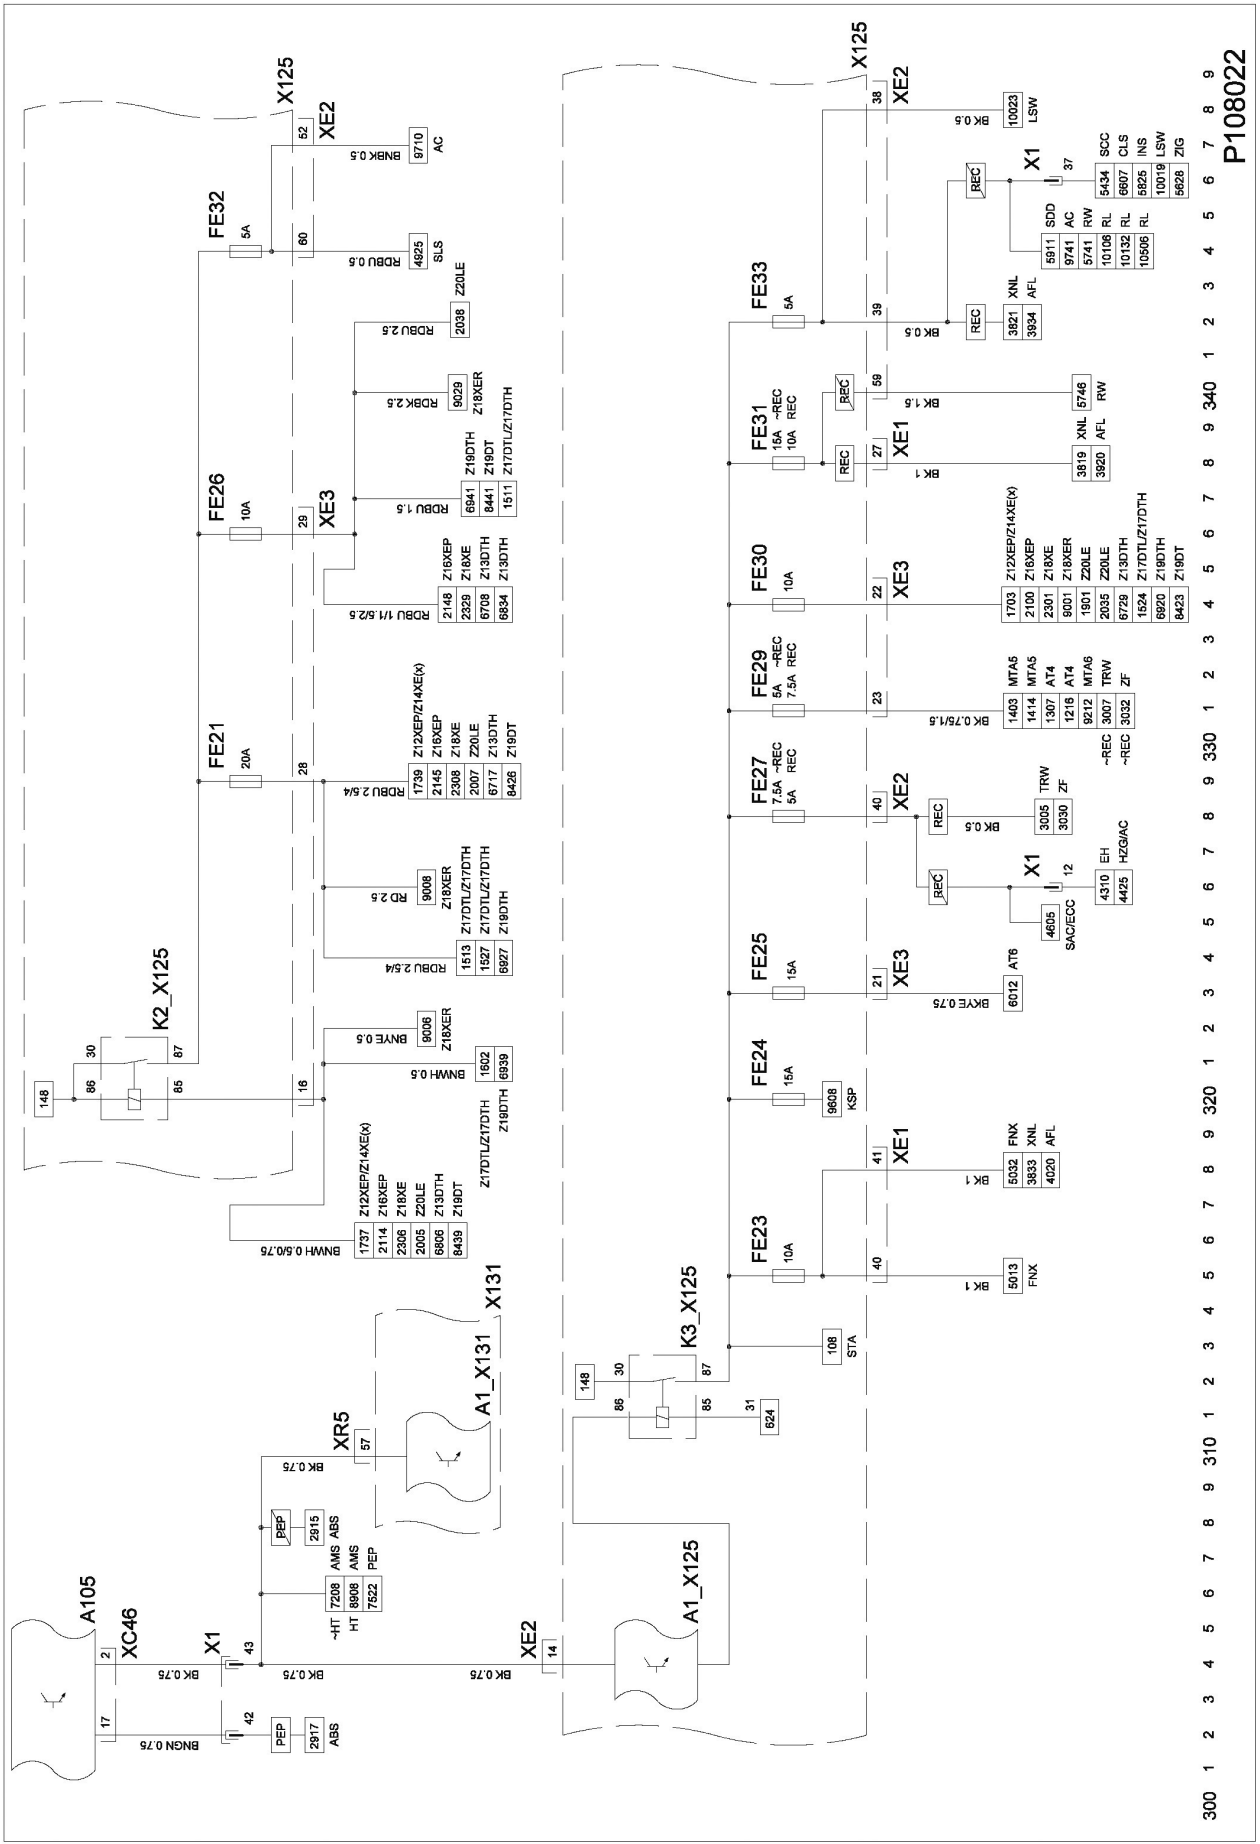 A105
17
2
XC46
BNGN 0.75
BK 0.75
X1
42
43
PEP
2917
ABS
BK 0.75
~HT 7208 AMS
HT 8908 AMS
7522 PEP
PEP
2915
ABS
BK 0.75
XR5
57
A1_X131
X131
BK 0.75
XE2
14
A1_X125
148
86
30
85
87
K2_X125
16
BNWH 0.5/0.75
1737 Z12XEP/Z14XE(x)
2114 Z16XEP
2306 Z18XE
2005 Z20LE
6806 Z13DTH
8439 Z19DT
BNWH 0.5
Z17DTL/Z17DTH 1602
Z19DTH 6939
BNYE 0.5
9006
Z18XER
RDBU 2.5/4
1513 Z17DTL/Z17DTH
1527 Z17DTL/Z17DTH
6927 Z19DTH
RD 2.5
9008
Z18XER
FE21
20A
28
RDBU 2.5/4
1739 Z12XEP/Z14XE(x)
2145 Z16XEP
2308 Z18XE
2007 Z20LE
6717 Z13DTH
8426 Z19DT
FE26
10A
29
XE3
RDBU 1/1.5/2.5
2148 Z16XEP
2329 Z18XE
6708 Z13DTH
6834 Z13DTH
RDBU 1.5
6941 Z19DTH
8441 Z19DT
1511 Z17DTL/Z17DTH
RDBK 2.5
9029
Z18XER
RDBU 2.5
2038 Z20LE
FE32
5A
60
52
X125
XE2
RDBU 0.5
4925
SLS
BNBK 0.5
9710
AC
148
86
30
85
87
K3_X125
31
624
108
STA
FE23
10A
40
41
XE1
BK 1
5013
FNX
BK 1
5032 FNX
3833 XNL
4020 AFL
FE24
15A
9608
KSP
FE25
15A
21
XE3
BKYE 0.75
6012 AT6
FE27
7.5A ~REC
5A REC
40
XE2
REC
REC
4605
SAC/ECC
X1
12
4310 EH
4425 HZG/AC
BK 0.5
3005 TRW
3030 ZF
FE29
5A ~REC
7.5A REC
23
BK 0.75/1.5
1403 MTA5
1414 MTA5
1307 AT4
1216 AT4
9212 MTA6
~REC 3007 TRW
~REC 3032 ZF
FE30
10A
22
XE3
1703 Z12XEP/Z14XE(x)
2100 Z16XEP
2301 Z18XE
9001 Z18XER
1901 Z20LE
2035 Z20LE
6729 Z13DTH
1524 Z17DTL/Z17DTH
6920 Z19DTH
8423 Z19DT
FE31
15A ~REC
10A REC
REC
REC
27
XE1
59
BK 1
3819 XNL
3920 AFL
BK 1.5
5746
RW
FE33
5A
39
38
X125
XE2
BK 0.5
REC
3821 XNL
3934 AFL
REC
5911 SDD
9741 AC
5741 RW
10106 RL
10132 RL
10506 RL
X1
37
5434 SCC
6607 CLS
5825 INS
10019 LSW
5628 ZIG
BK 0.5
10023
LSW
300 1 2 3 4 5 6 7 8 9 310 1 2 3 4 5 6 7 8 9 320 1 2 3 4 5 6 7 8 9 330 1 2 3 4 5 6 7 8 9 340 1 2 3 4 5 6 7 8 9
P108022